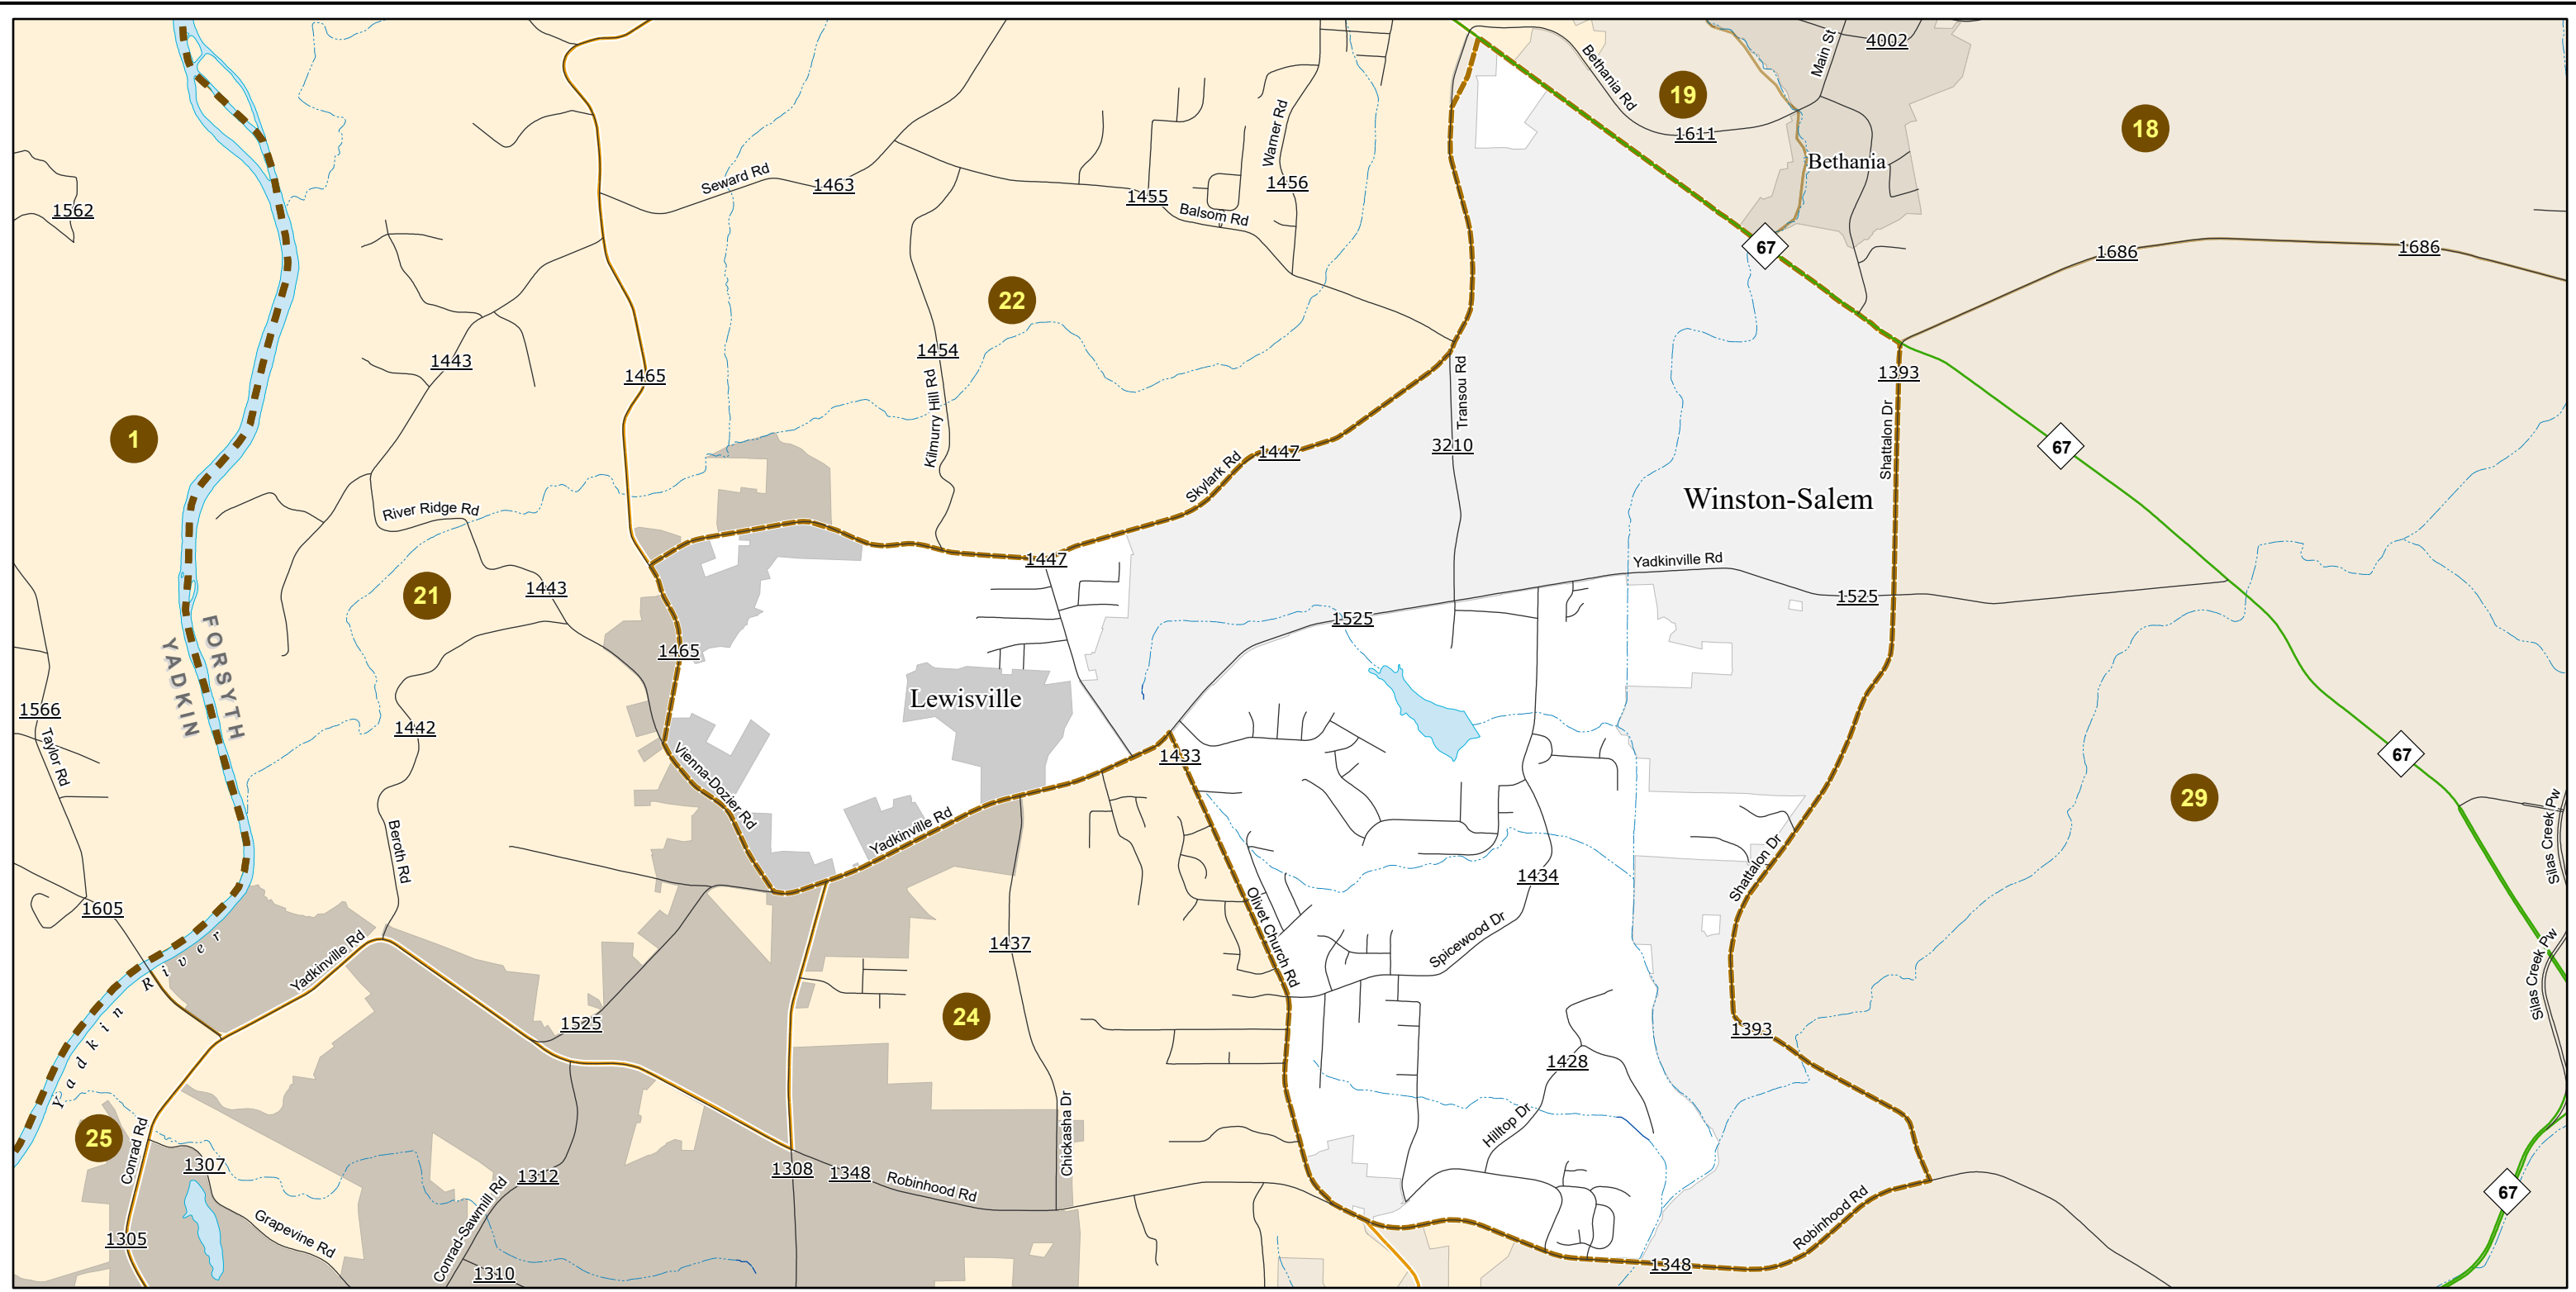 4002
Main St
Bethania Rd
19
18
1611
Warner Rd
Bethania
Seward Rd
1463
1455
1456
1562
Balsom Rd
67
1686
1686
22
1454
1443
1465
1393
Transou Rd
Kilmurry Hill Rd
Shattalon Dr
1
3210
67
1447
Skylark Rd
Winston-Salem
River Ridge Rd
1447
Yadkinville Rd
21
1443
1525
1525
FORSYTH
YADKIN
1465
Lewisville
1566
1442
Taylor Rd
Vienna-Dozier Rd
1433
67
29
Yadkinville Rd
Beroth Rd
Silas Creek Pw
Shattalon Dr
1434
1605
Olivet Church Rd
Spicewood Dr
1437
Yadkinville Rd
Silas Creek Pw
Yadkin River
24
1525
1393
1428
Hilltop Dr
Chickasha Dr
25
Conrad Rd
1307
1312
1308
1348
Robinhood Rd
67
Conrad-Sawmill Rd
Grapevine Rd
Robinhood Rd
1305
1310
1348